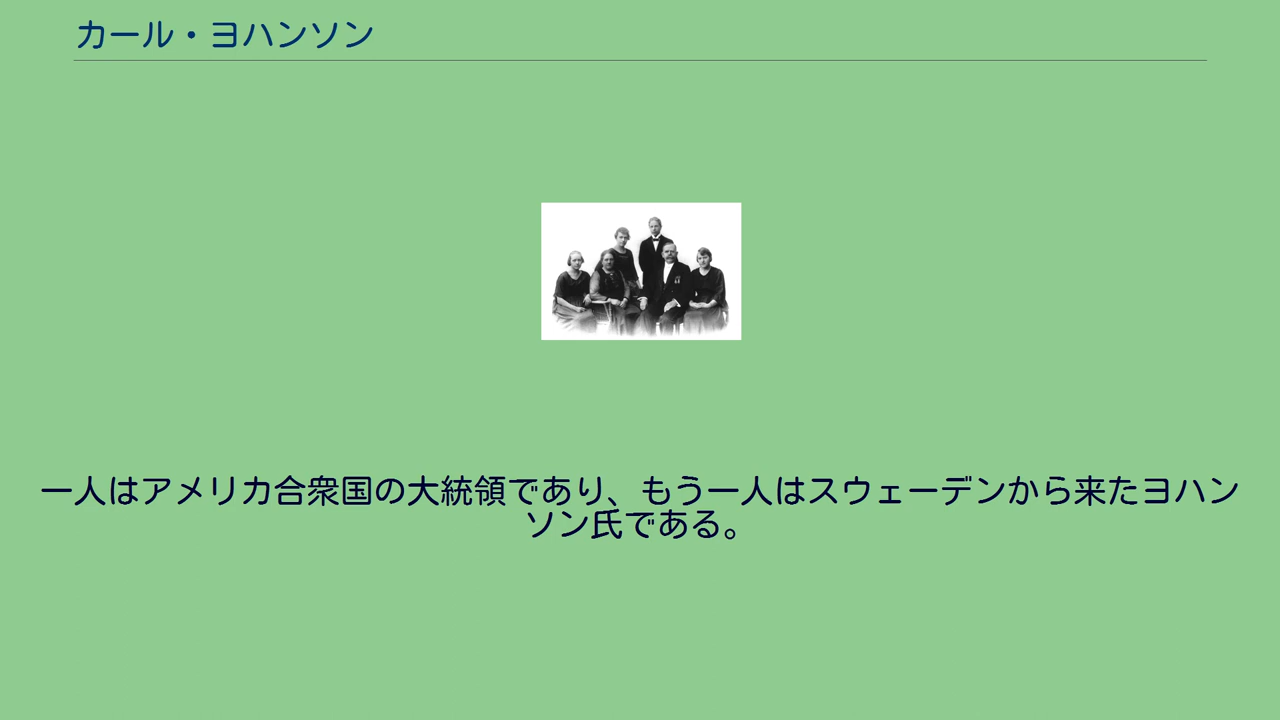 カール・ヨハンソン
一人はアメリカ合衆国の大統領であり、もう一人はスウェーデンから来たヨハン
ソン氏である。